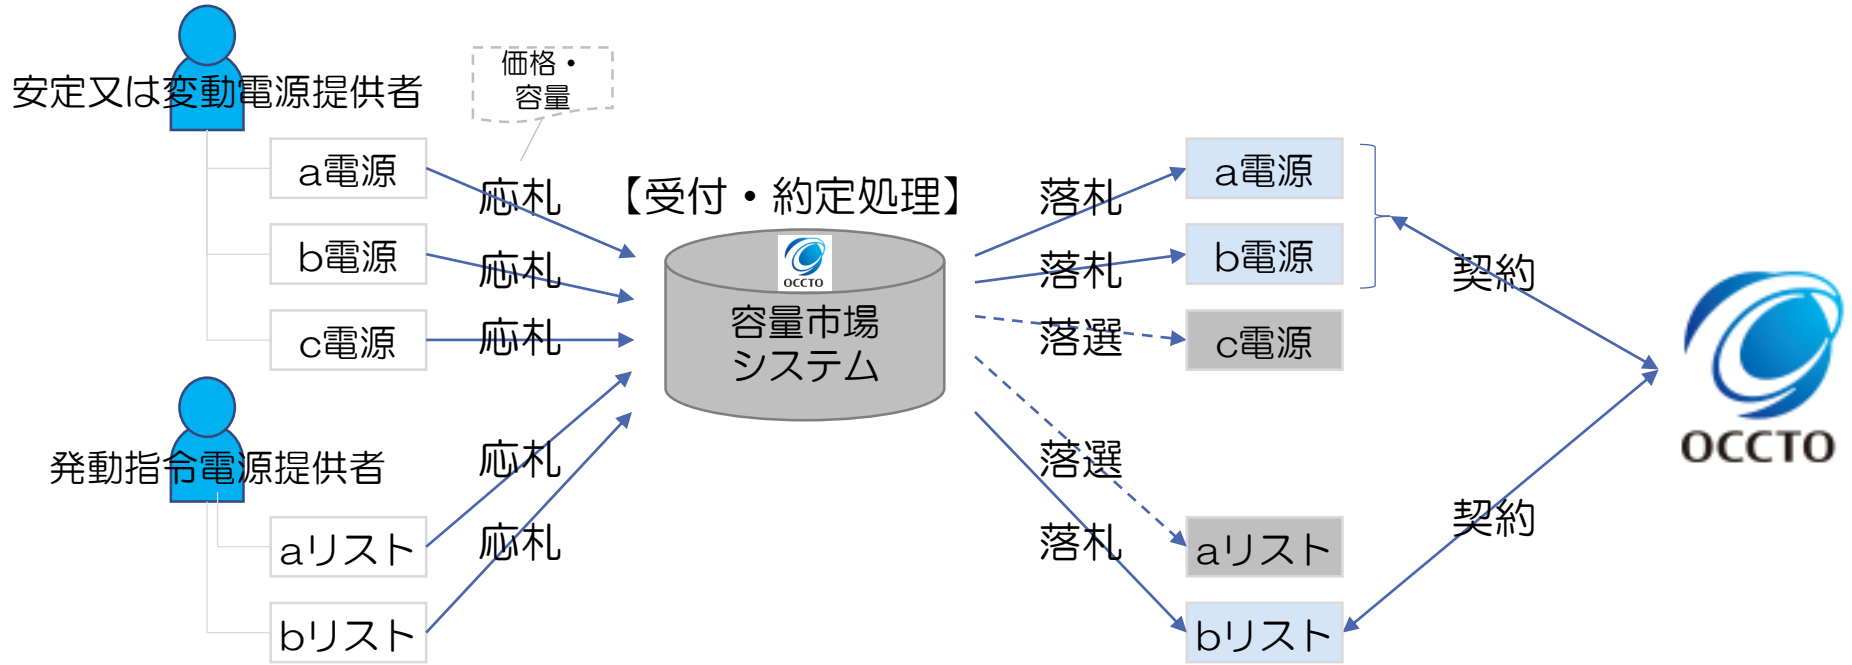 安定又は変動電源提供者
価格・
容量
a電源
b電源
c電源
応札
応札
応札
発動指令電源提供者
aリスト
bリスト
応札
応札
【受付・約定処理】
OCCTO
容量市場
システム
落札
落札
落選
落選
落札
a電源
b電源
c電源
aリスト
bリスト
契約
契約
OCCTO